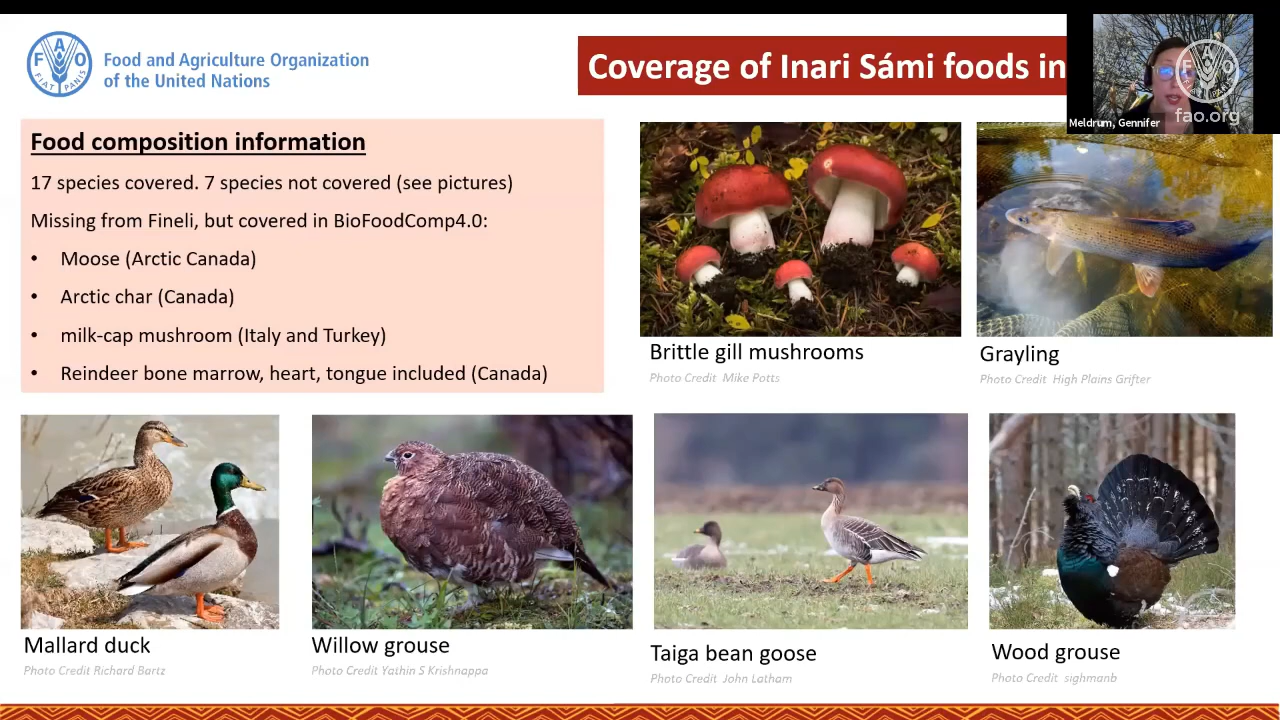 F A O
FIAT PANIS
Food and Agriculture Organization
of the United Nations
Coverage of Inari Sámi foods in
F A O
fao.org
Meldrum, Gennifer
Food composition information
17 species covered. 7 species not covered (see pictures)
Missing from Fineli, but covered in BioFoodComp4.0:
• Moose (Arctic Canada)
• Arctic char (Canada)
• milk-cap mushroom (Italy and Turkey)
• Reindeer bone marrow, heart, tongue included (Canada)
Brittle gill mushrooms
Photo Credit Mike Potts
Grayling
Photo Credit High Plains Grifter
Mallard duck
Photo Credit Richard Bartz
Willow grouse
Photo Credit Yathin S Krishnappa
Taiga bean goose
Photo Credit John Latham
Wood grouse
Photo Credit sighmanb